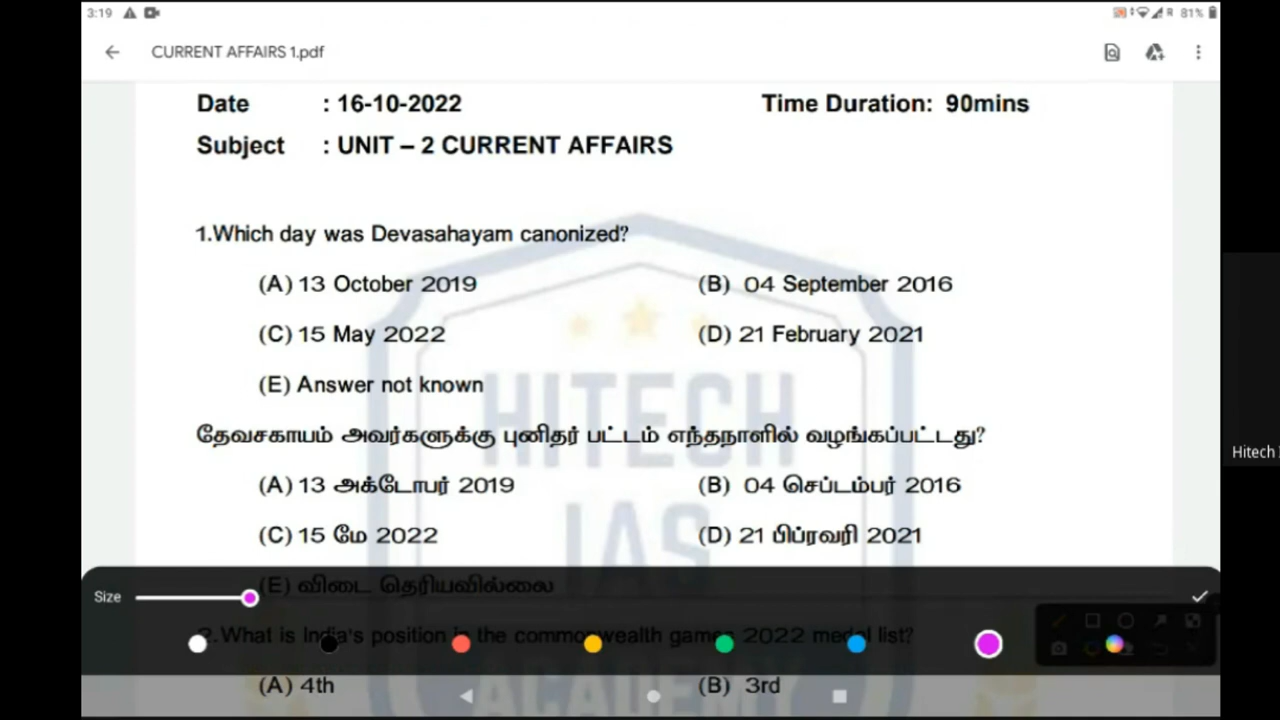 3:19 R 81%
CURRENT AFFAIRS 1.pdf
Date : 16-10-2022 Time Duration: 90mins
Subject : UNIT – 2 CURRENT AFFAIRS
1.Which day was Devasahayam canonized?
(A) 13 October 2019 (B) 04 September 2016
(C) 15 May 2022 (D) 21 February 2021
(E) Answer not known
தேவசகாயம் அவர்களுக்கு புனிதர் பட்டம் எந்தநாளில் வழங்கப்பட்டது?
(A) 13 அக்டோபர் 2019 (B) 04 செப்டம்பர் 2016
(C) 15 மே 2022 (D) 21 பிப்ரவரி 2021
(E) விடை தெரியவில்லை
Size
2.What is India's position in the commonwealth games 2022 medal list?
(A) 4th (B) 3rd
HITECH
IAS
ACADEMY
Hitech I